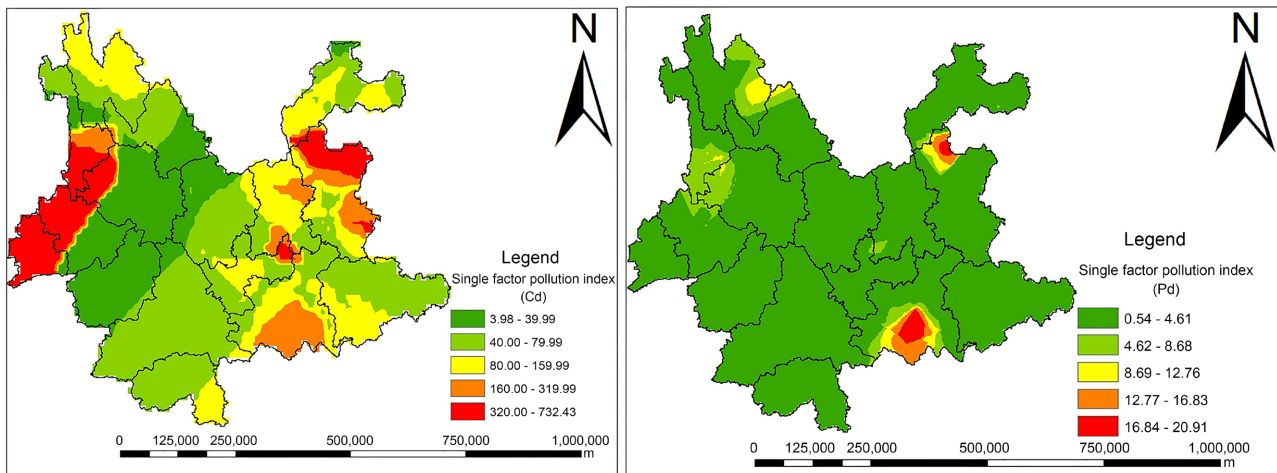 N
Legend
Single factor pollution index
(Cd)
3.98 - 39.99
40.00 - 79.99
80.00 - 159.99
160.00 - 319.99
320.00 - 732.43
0 125,000 250,000 500,000 750,000 1,000,000
m
N
Legend
Single factor pollution index
(Pd)
0.54 - 4.61
4.62 - 8.68
8.69 - 12.76
12.77 - 16.83
16.84 - 20.91
0 125,000 250,000 500,000 750,000 1,000,000
m